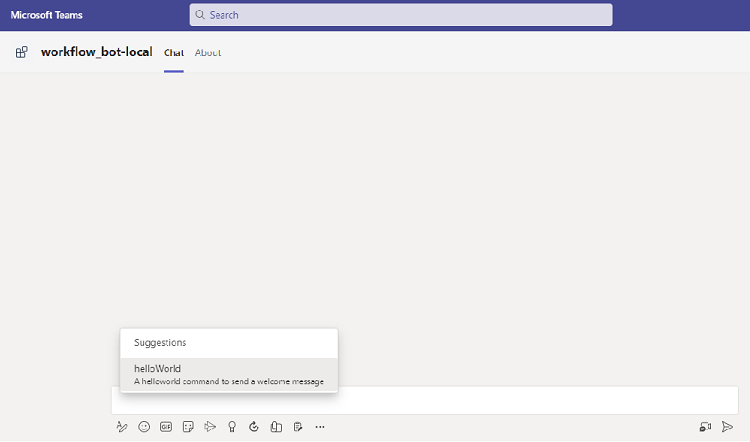 Microsoft Teams
Search
workflow_bot-local Chat About
Suggestions
helloWorld
A helloworld command to send a welcome message
GIF